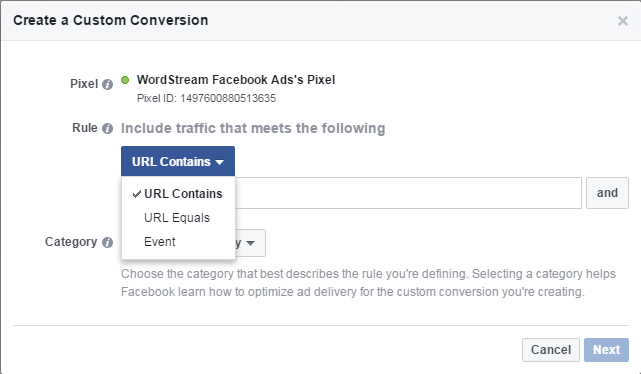 Create a Custom Conversion
Pixel WordStream Facebook Ads's Pixel
Pixel ID: 1497600880513635
Rule Include traffic that meets the following
URL Contains
URL Contains
and
URL Equals
Event
Category y
Choose the category that best describes the rule you're defining. Selecting a category helps
Facebook learn how to optimize ad delivery for the custom conversion you're creating.
Cancel Next